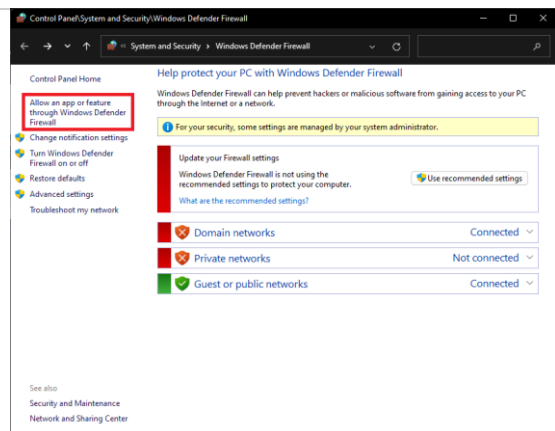 Control Panel\System and Security\Windows Defender Firewall
« System and Security › Windows Defender Firewall
Control Panel Home
Allow an app or feature
through Windows Defender
Firewall
Change notification settings
Turn Windows Defender
Firewall on or off
Restore defaults
Advanced settings
Troubleshoot my network
Help protect your PC with Windows Defender Firewall
Windows Defender Firewall can help prevent hackers or malicious software from gaining access to your PC
through the Internet or a network.
For your security, some settings are managed by your system administrator.
Update your Firewall settings
Windows Defender Firewall is not using the
recommended settings to protect your computer.
What are the recommended settings?
Use recommended settings
Domain networks Connected
Private networks Not connected
Guest or public networks Connected
See also
Security and Maintenance
Network and Sharing Center